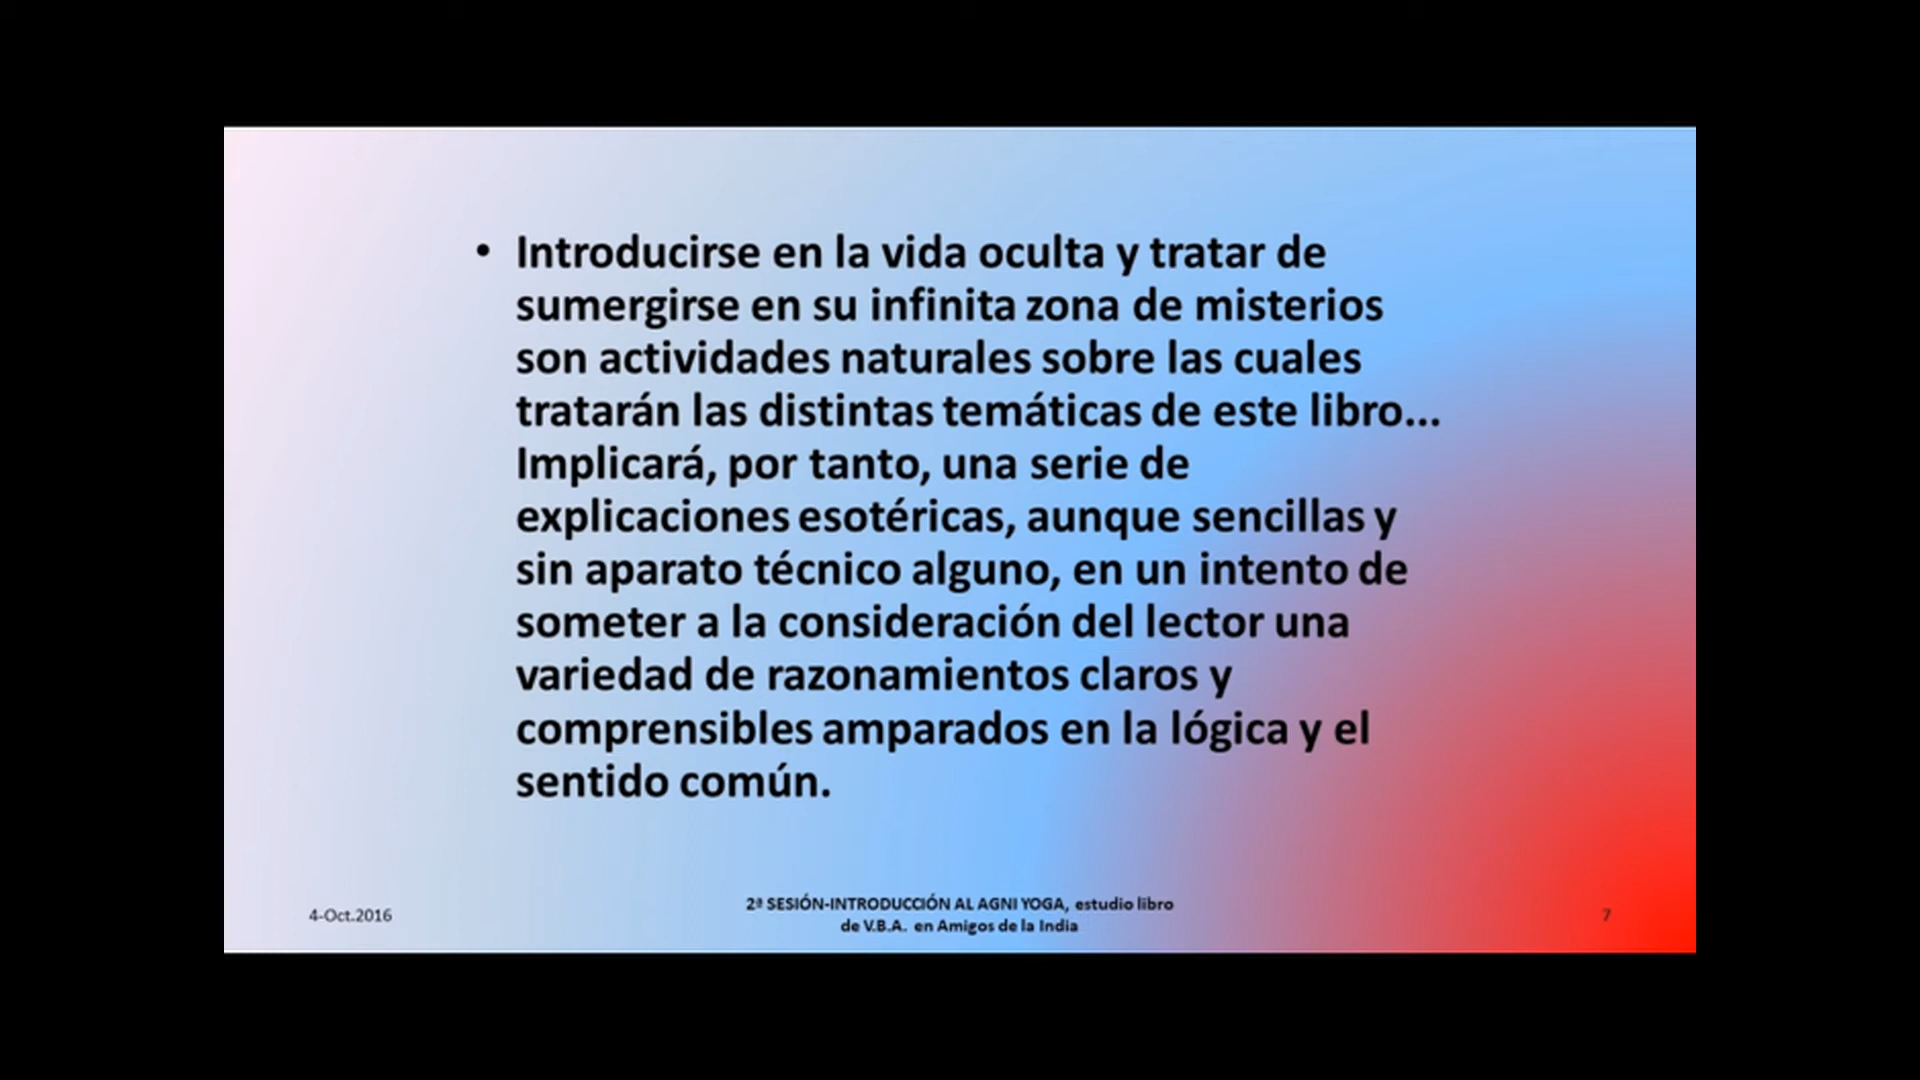 • Introducirse en la vida oculta y tratar de
sumergirse en su infinita zona de misterios
son actividades naturales sobre las cuales
tratarán las distintas temáticas de este libro...
Implicará, por tanto, una serie de
explicaciones esotéricas, aunque sencillas y
sin aparato técnico alguno, en un intento de
someter a la consideración del lector una
variedad de razonamientos claros y
comprensibles amparados en la lógica y el
sentido común.
4-Oct.2016
2ª SESIÓN-INTRODUCCIÓN AL AGNI YOGA, estudio libro
de V.B.A. en Amigos de la India
7